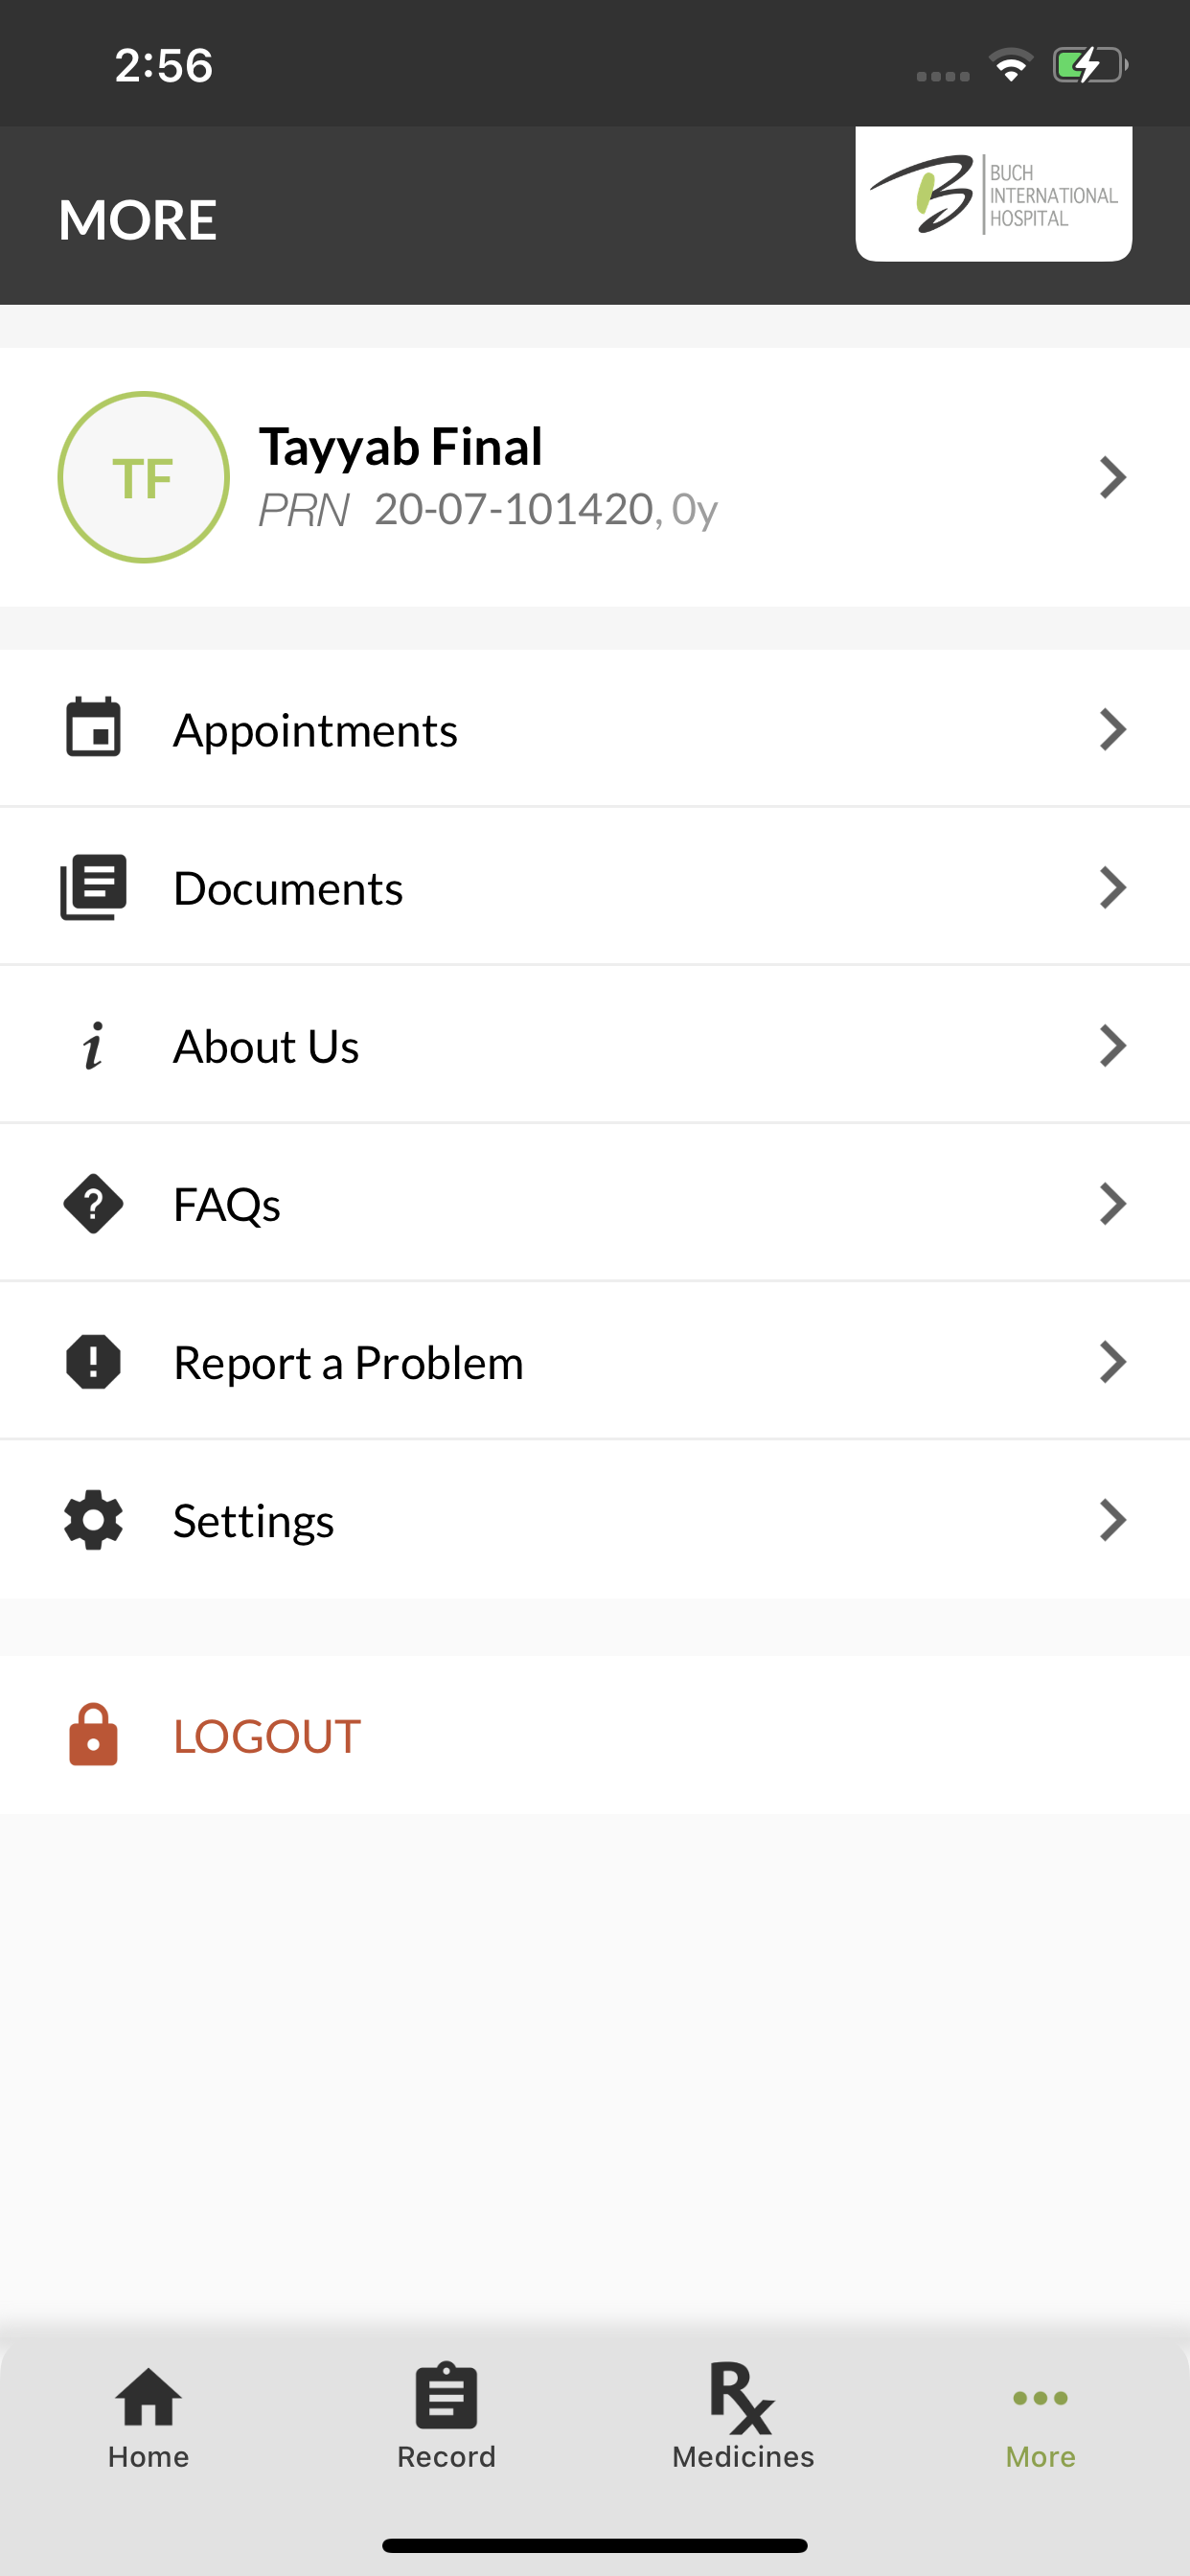 2:56
MORE
BUCH
INTERNATIONAL
HOSPITAL
TF
Tayyab Final
PRN 20-07-101420, 0y
Appointments
Documents
About Us
FAQs
Report a Problem
Settings
LOGOUT
Home
Record
Medicines
More